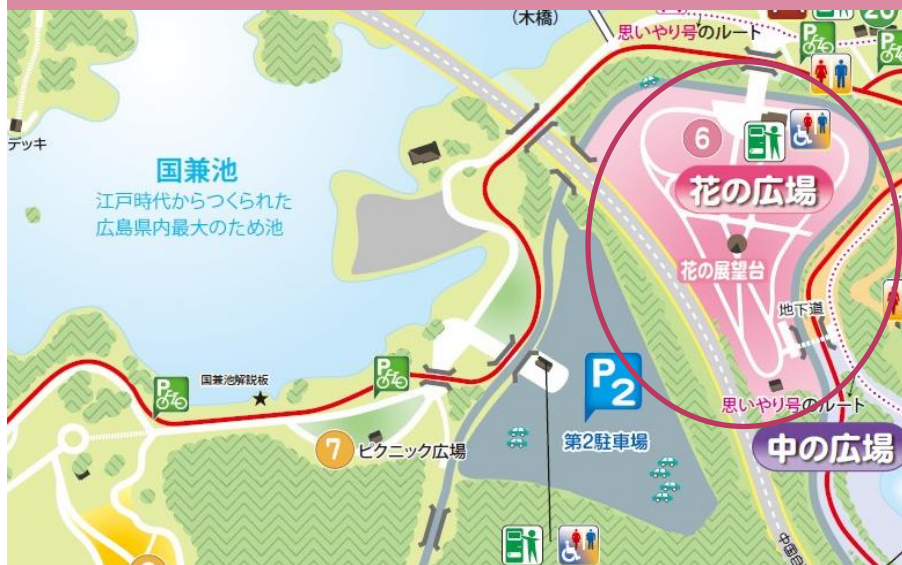 (木橋)
思いやり号のルート
20
P
P
デッキ
国兼池
江戸時代からつくられた
広島県内最大のため池
6
花の広場
花の展望台
地下道
P
国兼池解説板
P
P2
思いやり号のルート
7
ピクニック広場
第2駐車場
中の広場